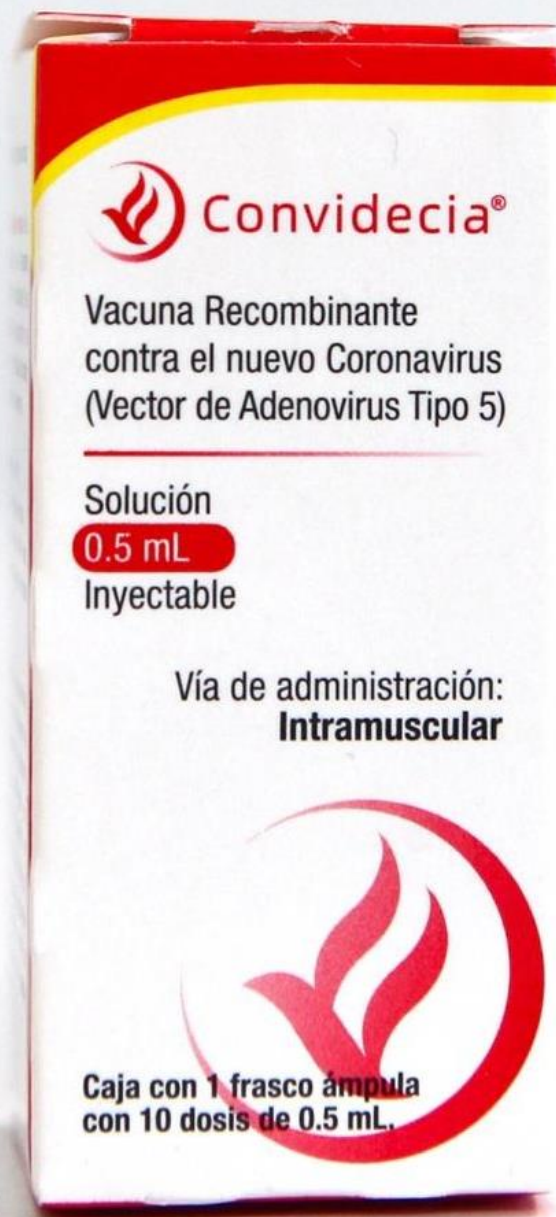 Convidecia®
Vacuna Recombinante
contra el nuevo Coronavirus
(Vector de Adenovirus Tipo 5)
Solución
0.5 mL
Inyectable
Vía de administración:
Intramuscular
Caja con 1 frasco ámpula
con 10 dosis de 0.5 mL.